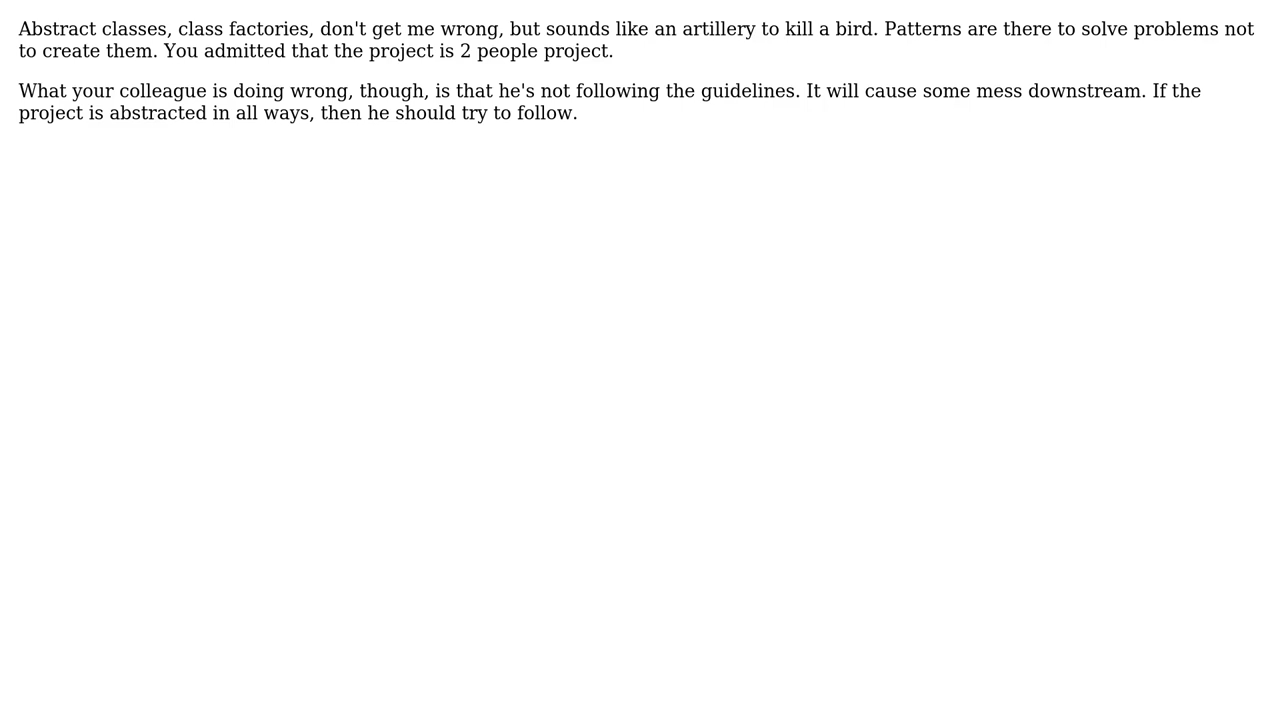 Abstract classes, class factories, don't get me wrong, but sounds like an artillery to kill a bird. Patterns are there to solve problems not
to create them. You admitted that the project is 2 people project.
What your colleague is doing wrong, though, is that he's not following the guidelines. It will cause some mess downstream. If the
project is abstracted in all ways, then he should try to follow.